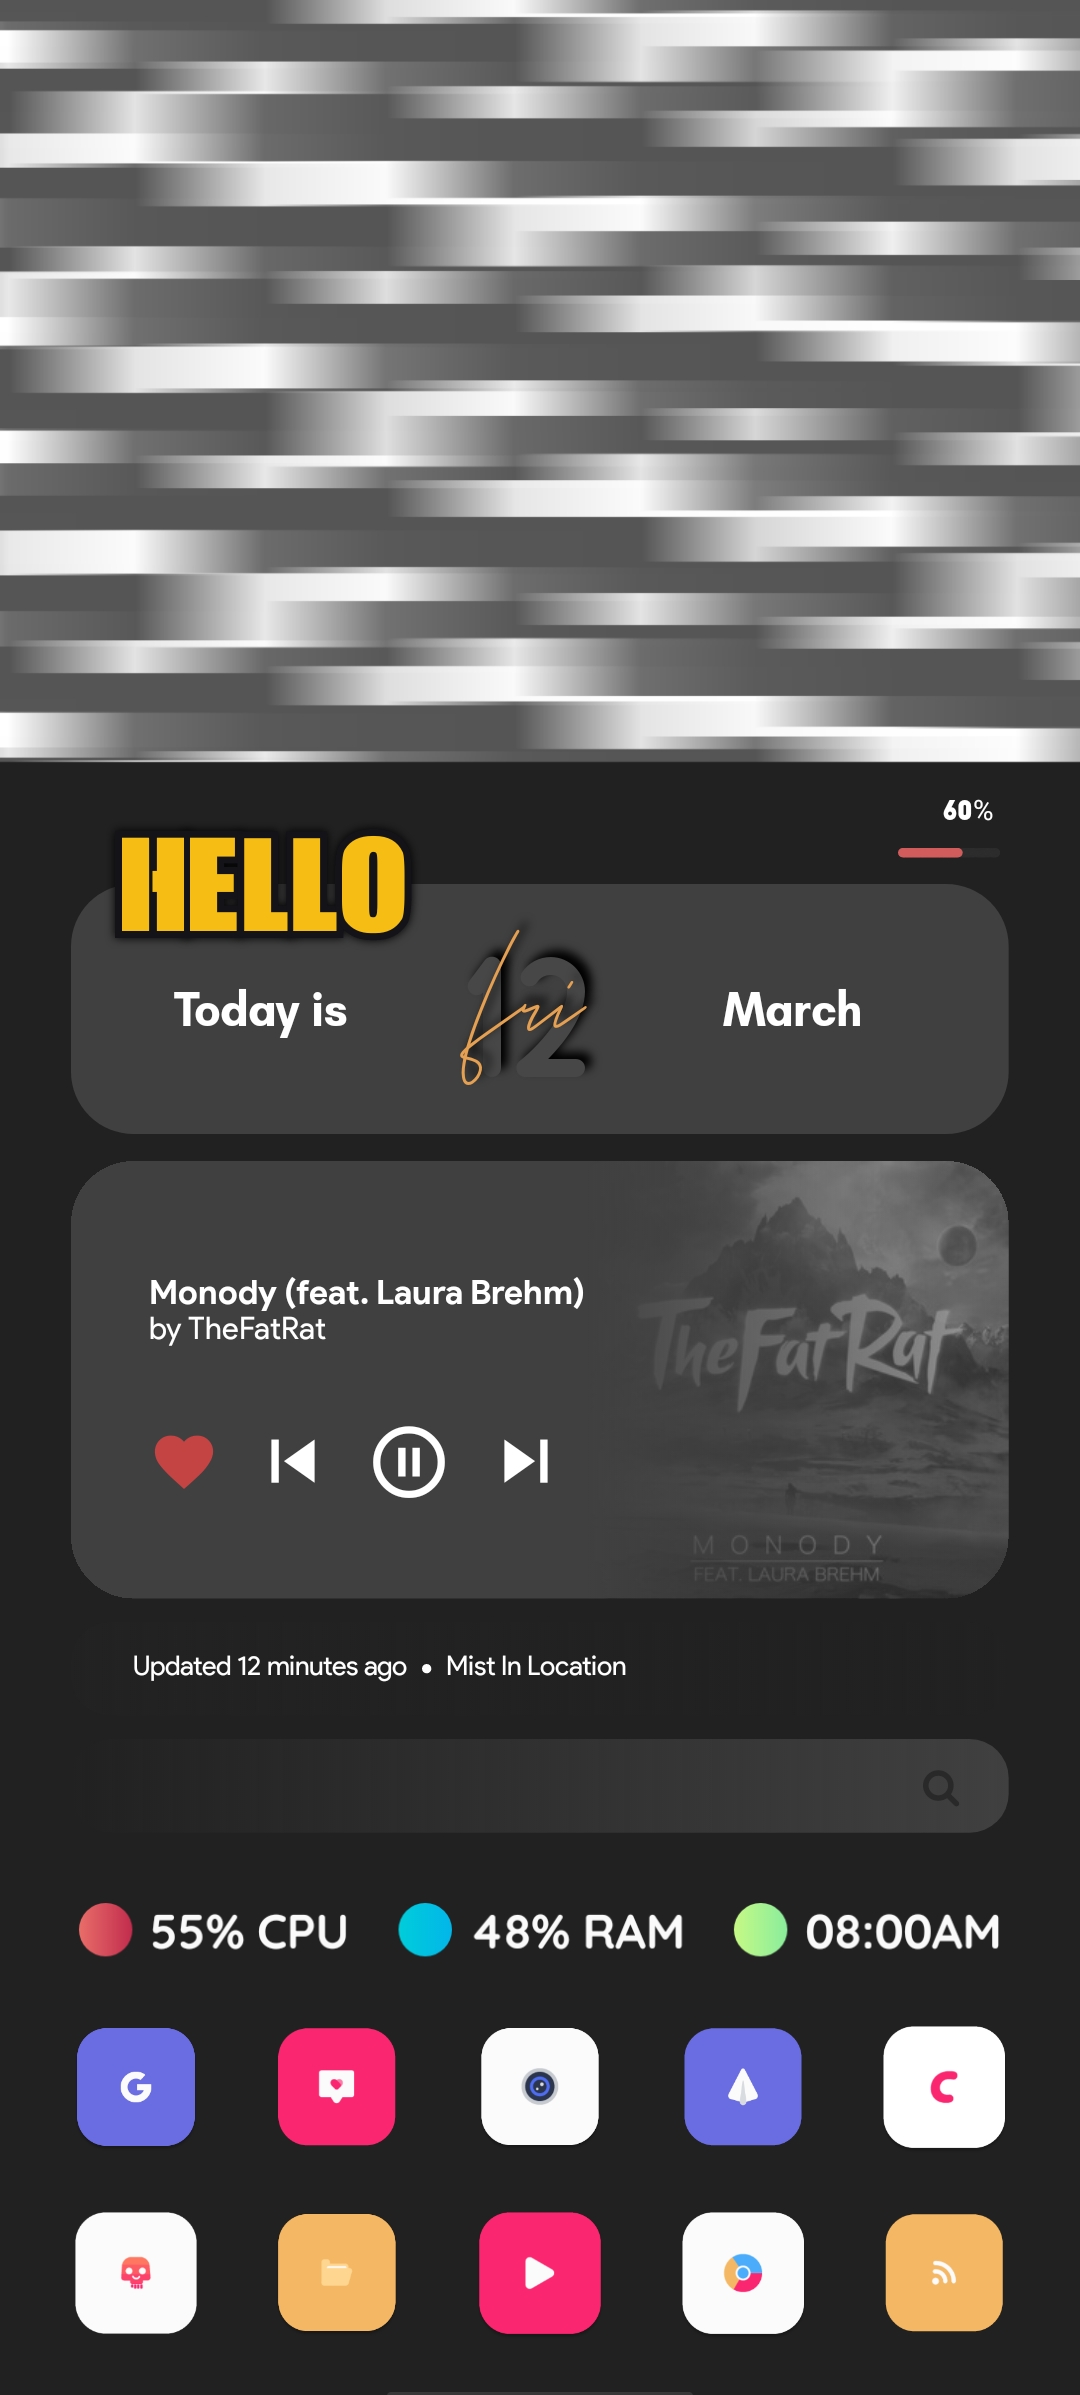 60%
HELLO
Today is
12
fri
March
Monody (feat. Laura Brehm)
by TheFatRat
TheFatRat
MONODY
FEAT. LAURA BREHM
Updated 12 minutes ago • Mist In Location
55% CPU
48% RAM
08:00AM
G
C